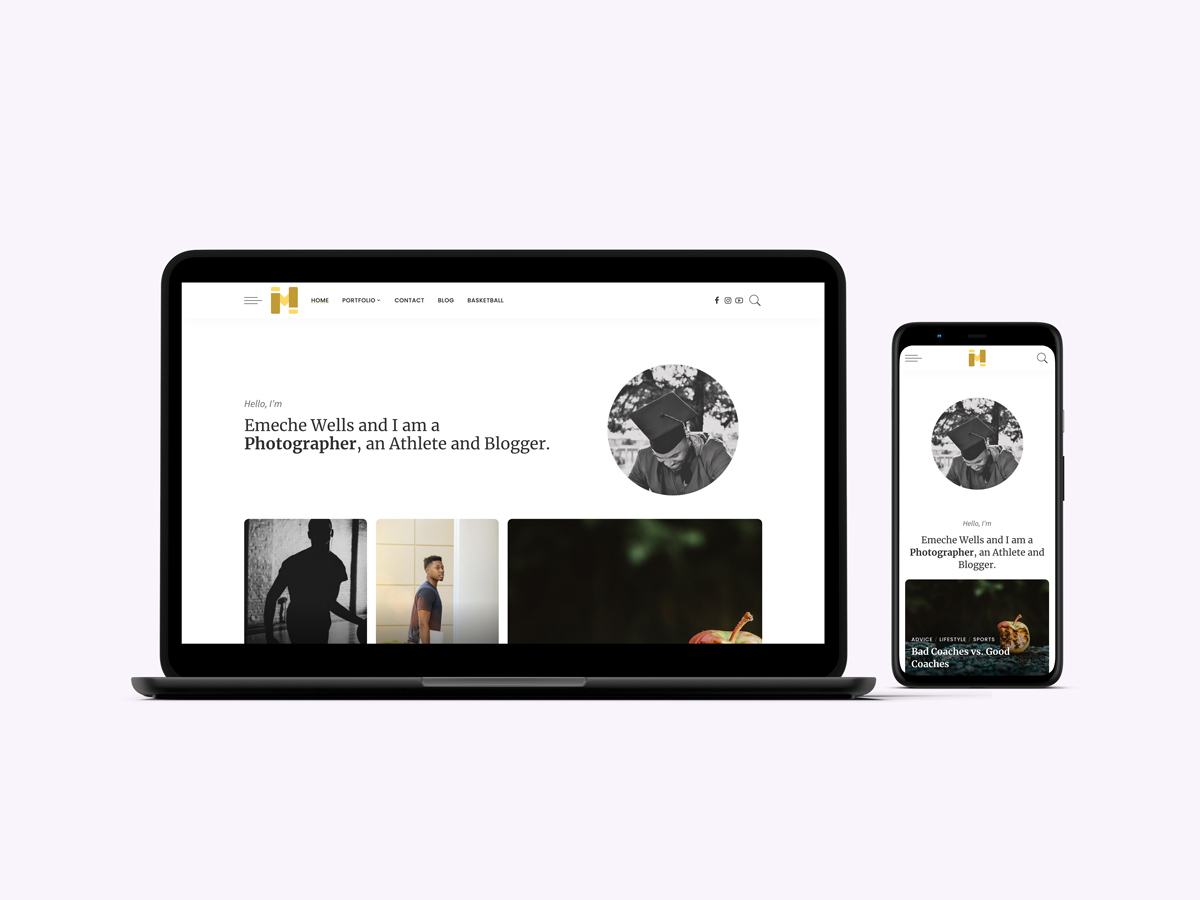 HOME PORTFOLIO CONTACT BLOG BASKETBALL
Hello, I'm
Emeche Wells and I am a
Photographer, an Athlete and Blogger.
Hello, I'm
Emeche Wells and I am a
Photographer, an Athlete and
Blogger.
ADVICE / LIFESTYLE / SPORTS
Bad Coaches vs. Good
Coaches